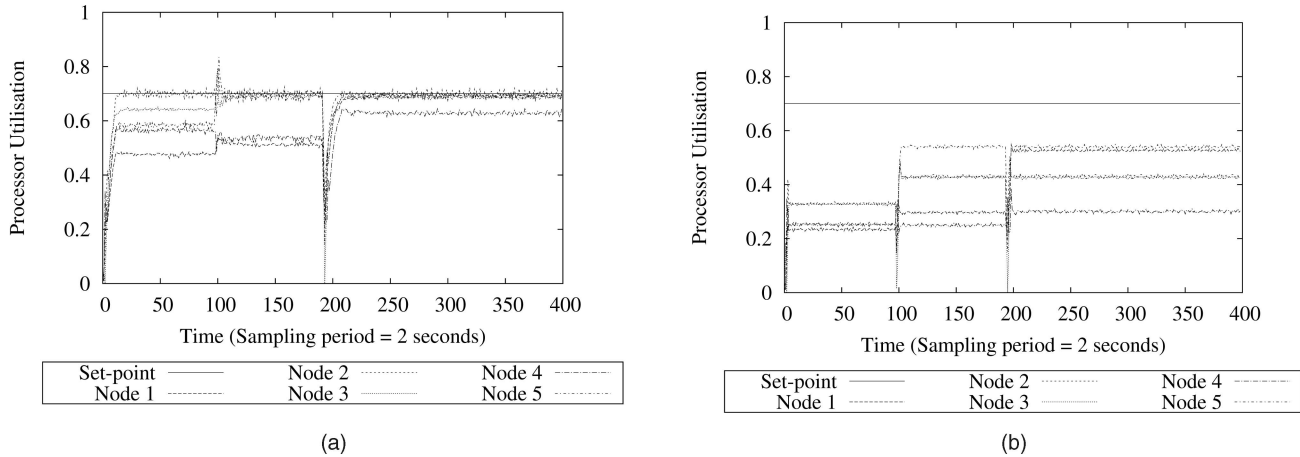 1
0.8
0.6
0.4
0.2
0
Processor Utilisation
0 50 100 150 200 250 300 350 400
Time (Sampling period = 2 seconds)
Set-point Node 2 Node 4
Node 1 Node 3 Node 5
(a)
1
0.8
0.6
0.4
0.2
0
Processor Utilisation
0 50 100 150 200 250 300 350 400
Time (Sampling period = 2 seconds)
Set-point Node 2 Node 4
Node 1 Node 3 Node 5
(b)